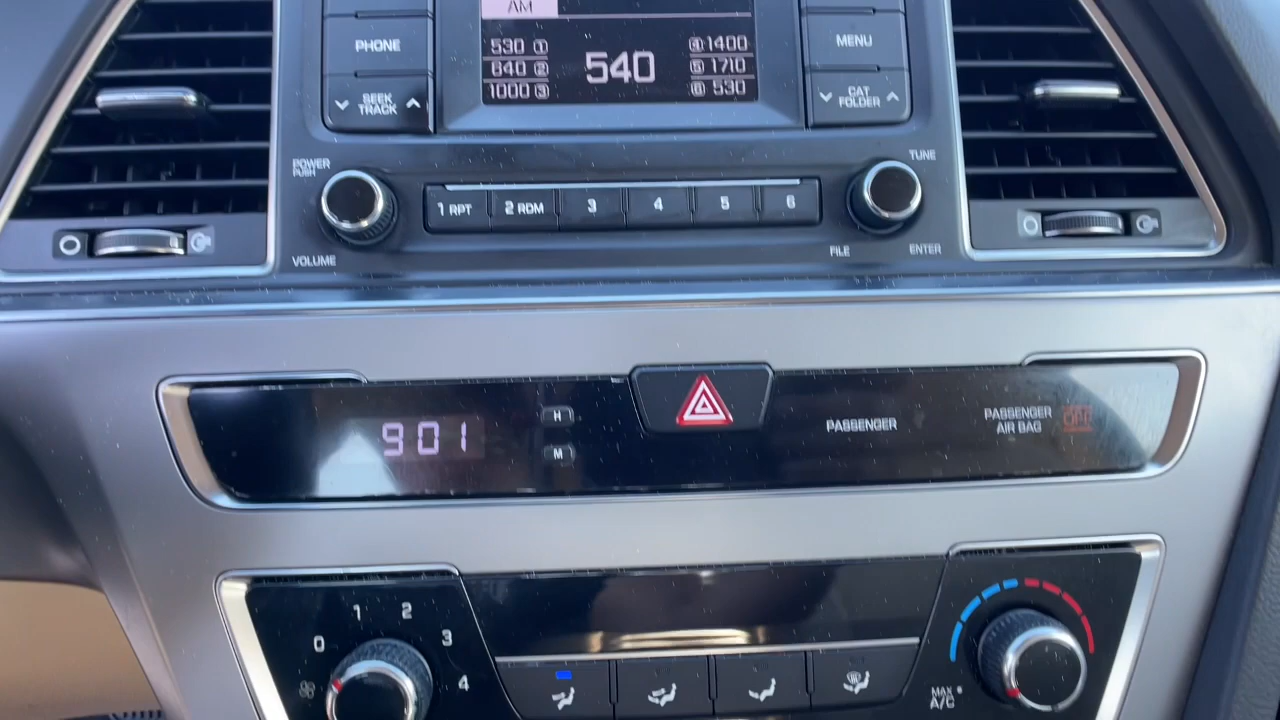 AM
PHONE
MENU
530 1
640 2
1000 3
540
4 1400
5 1710
6 530
SEEK
TRACK
CAT
FOLDER
POWER
PUSH
VOLUME
1 RPT
2 RDM
3
4
5
6
TUNE
FILE
ENTER
901
H
M
PASSENGER
PASSENGER
AIR BAG
OFF
0
1
2
3
4
MAX
A/C